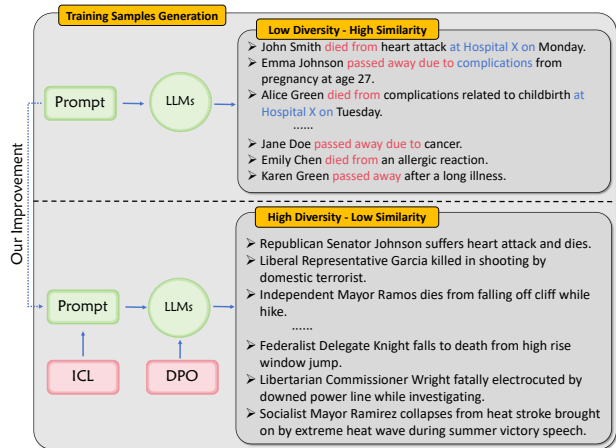 Training Samples Generation
Low Diversity - High Similarity
➢ John Smith died from heart attack at Hospital X on Monday.
➢ Emma Johnson passed away due to complications from
pregnancy at age 27.
➢ Alice Green died from complications related to childbirth at
Hospital X on Tuesday.
......
➢ Jane Doe passed away due to cancer.
➢ Emily Chen died from an allergic reaction.
➢ Karen Green passed away after a long illness.
Prompt
LLMs
Our Improvement
High Diversity - Low Similarity
➢ Republican Senator Johnson suffers heart attack and dies.
➢ Liberal Representative Garcia killed in shooting by
domestic terrorist.
➢ Independent Mayor Ramos dies from falling off cliff while
hike.
......
➢ Federalist Delegate Knight falls to death from high rise
window jump.
➢ Libertarian Commissioner Wright fatally electrocuted by
downed power line while investigating.
➢ Socialist Mayor Ramirez collapses from heat stroke brought
on by extreme heat wave during summer victory speech.
Prompt
LLMs
ICL
DPO